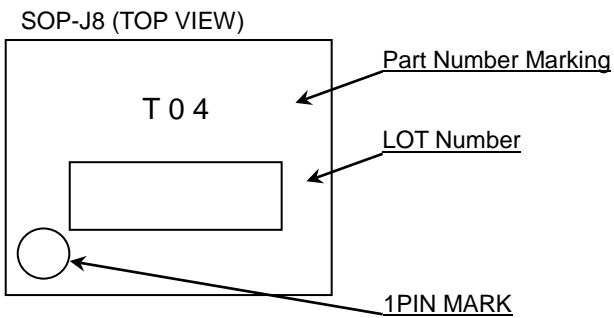 SOP-J8 (TOP VIEW)
Part Number Marking
T 0 4
LOT Number
1PIN MARK